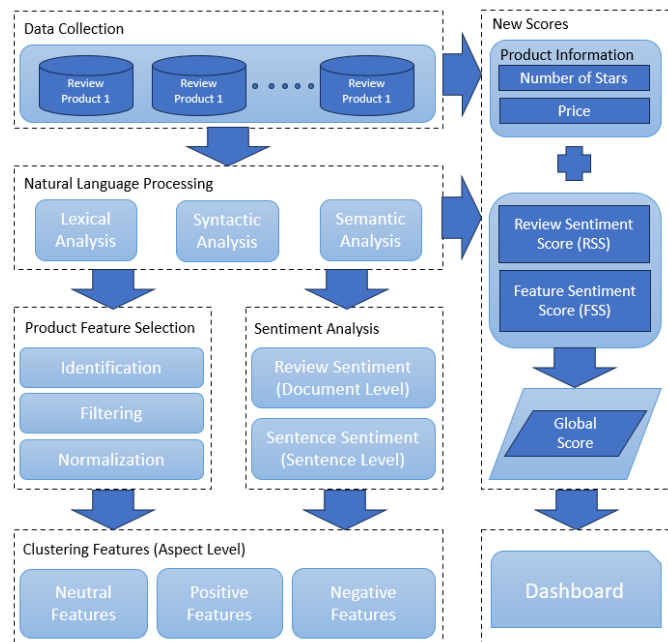 Data Collection
Review
Product 1
Review
Product 1
Review
Product 1
Natural Language Processing
Lexical
Analysis
Syntactic
Analysis
Semantic
Analysis
Product Feature Selection
Identification
Filtering
Normalization
Sentiment Analysis
Review Sentiment
(Document Level)
Sentence Sentiment
(Sentence Level)
Clustering Features (Aspect Level)
Neutral
Features
Positive
Features
Negative
Features
New Scores
Product Information
Number of Stars
Price
Review Sentiment
Score (RSS)
Feature Sentiment
Score (FSS)
Global
Score
Dashboard